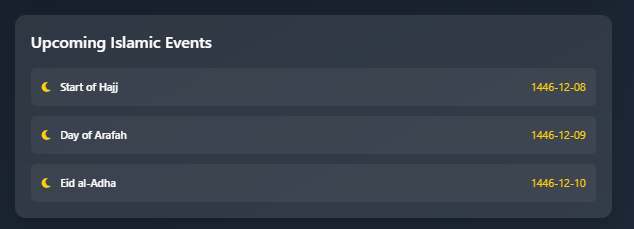 Upcoming Islamic Events
Start of Hajj 1446-12-08
Day of Arafah 1446-12-09
Eid al-Adha 1446-12-10